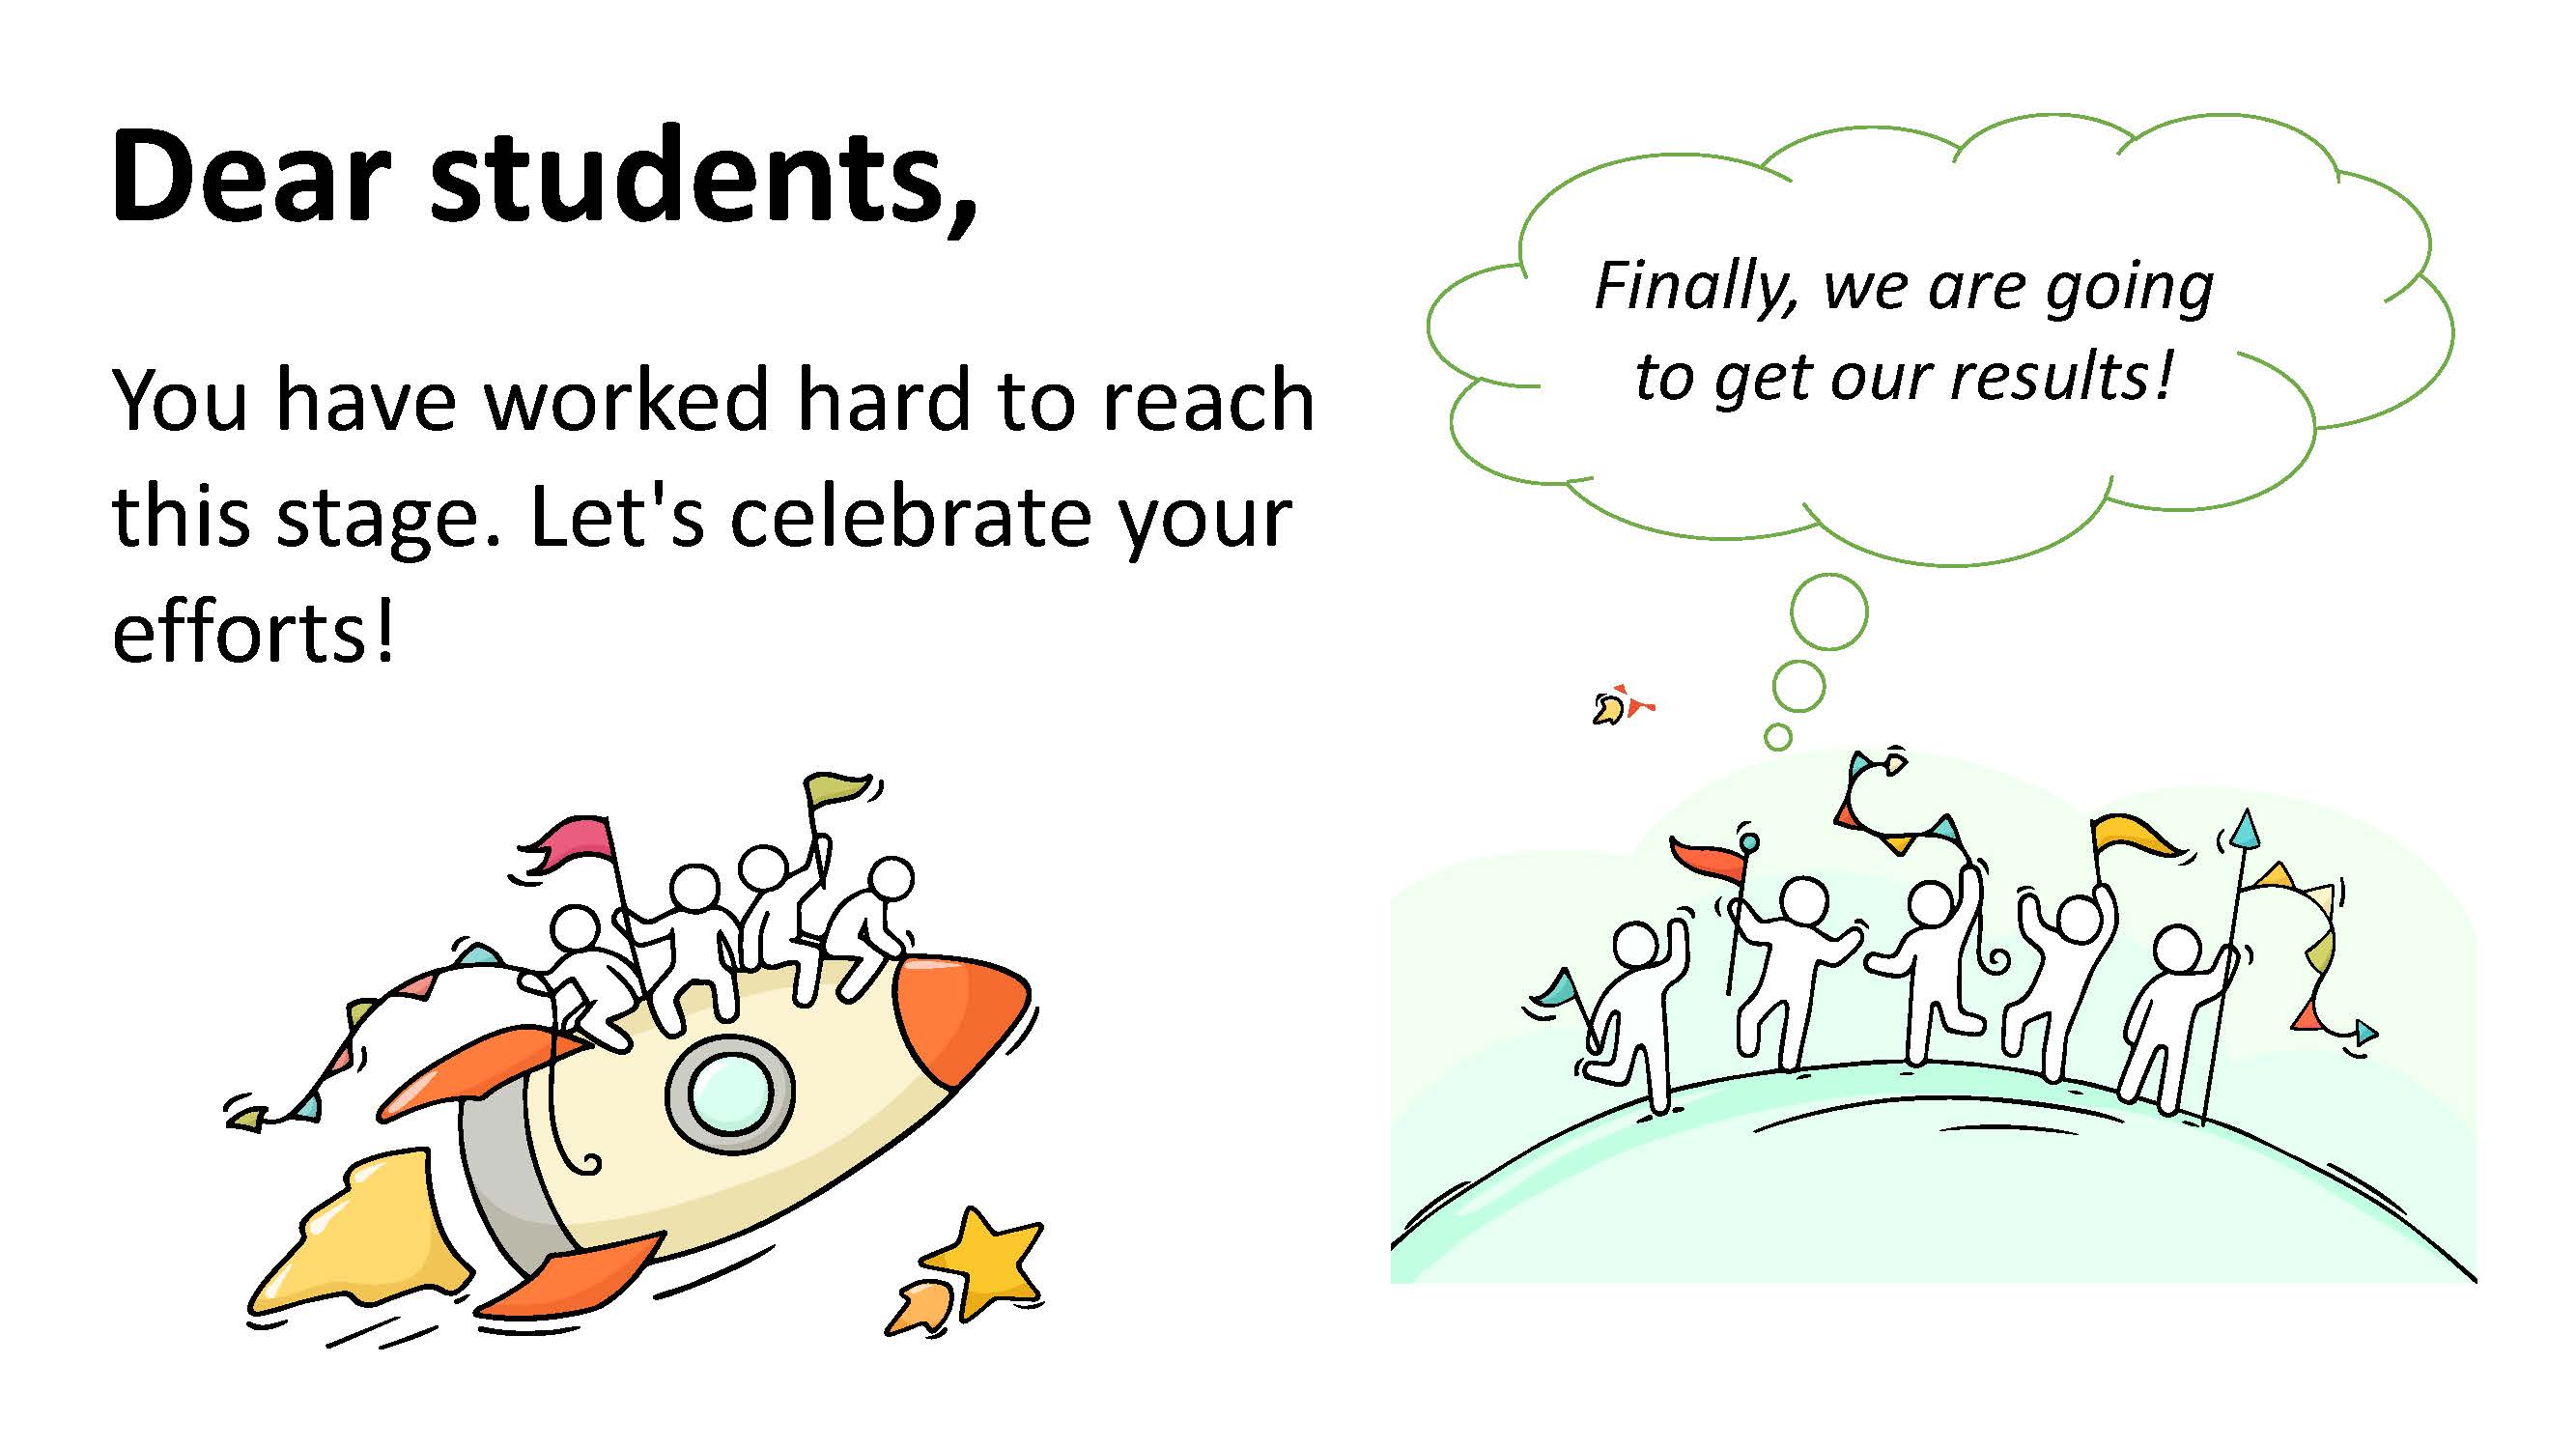 Dear students,
You have worked hard to reach
this stage. Let's celebrate your
efforts!
Finally, we are going
to get our results!